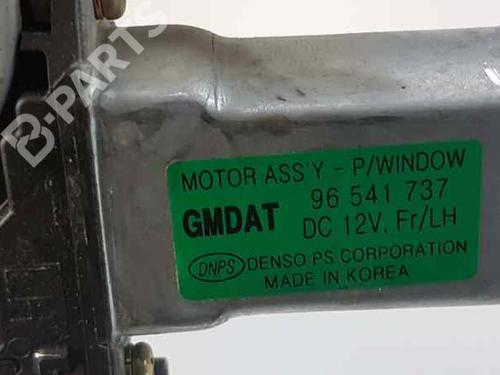 B-PARTS
MOTOR ASS'Y - P/WINDOW
GMDAT 96 541 737
DC 12V. Fr/LH
DNPS DENSO PS CORPORATION
MADE IN KOREA